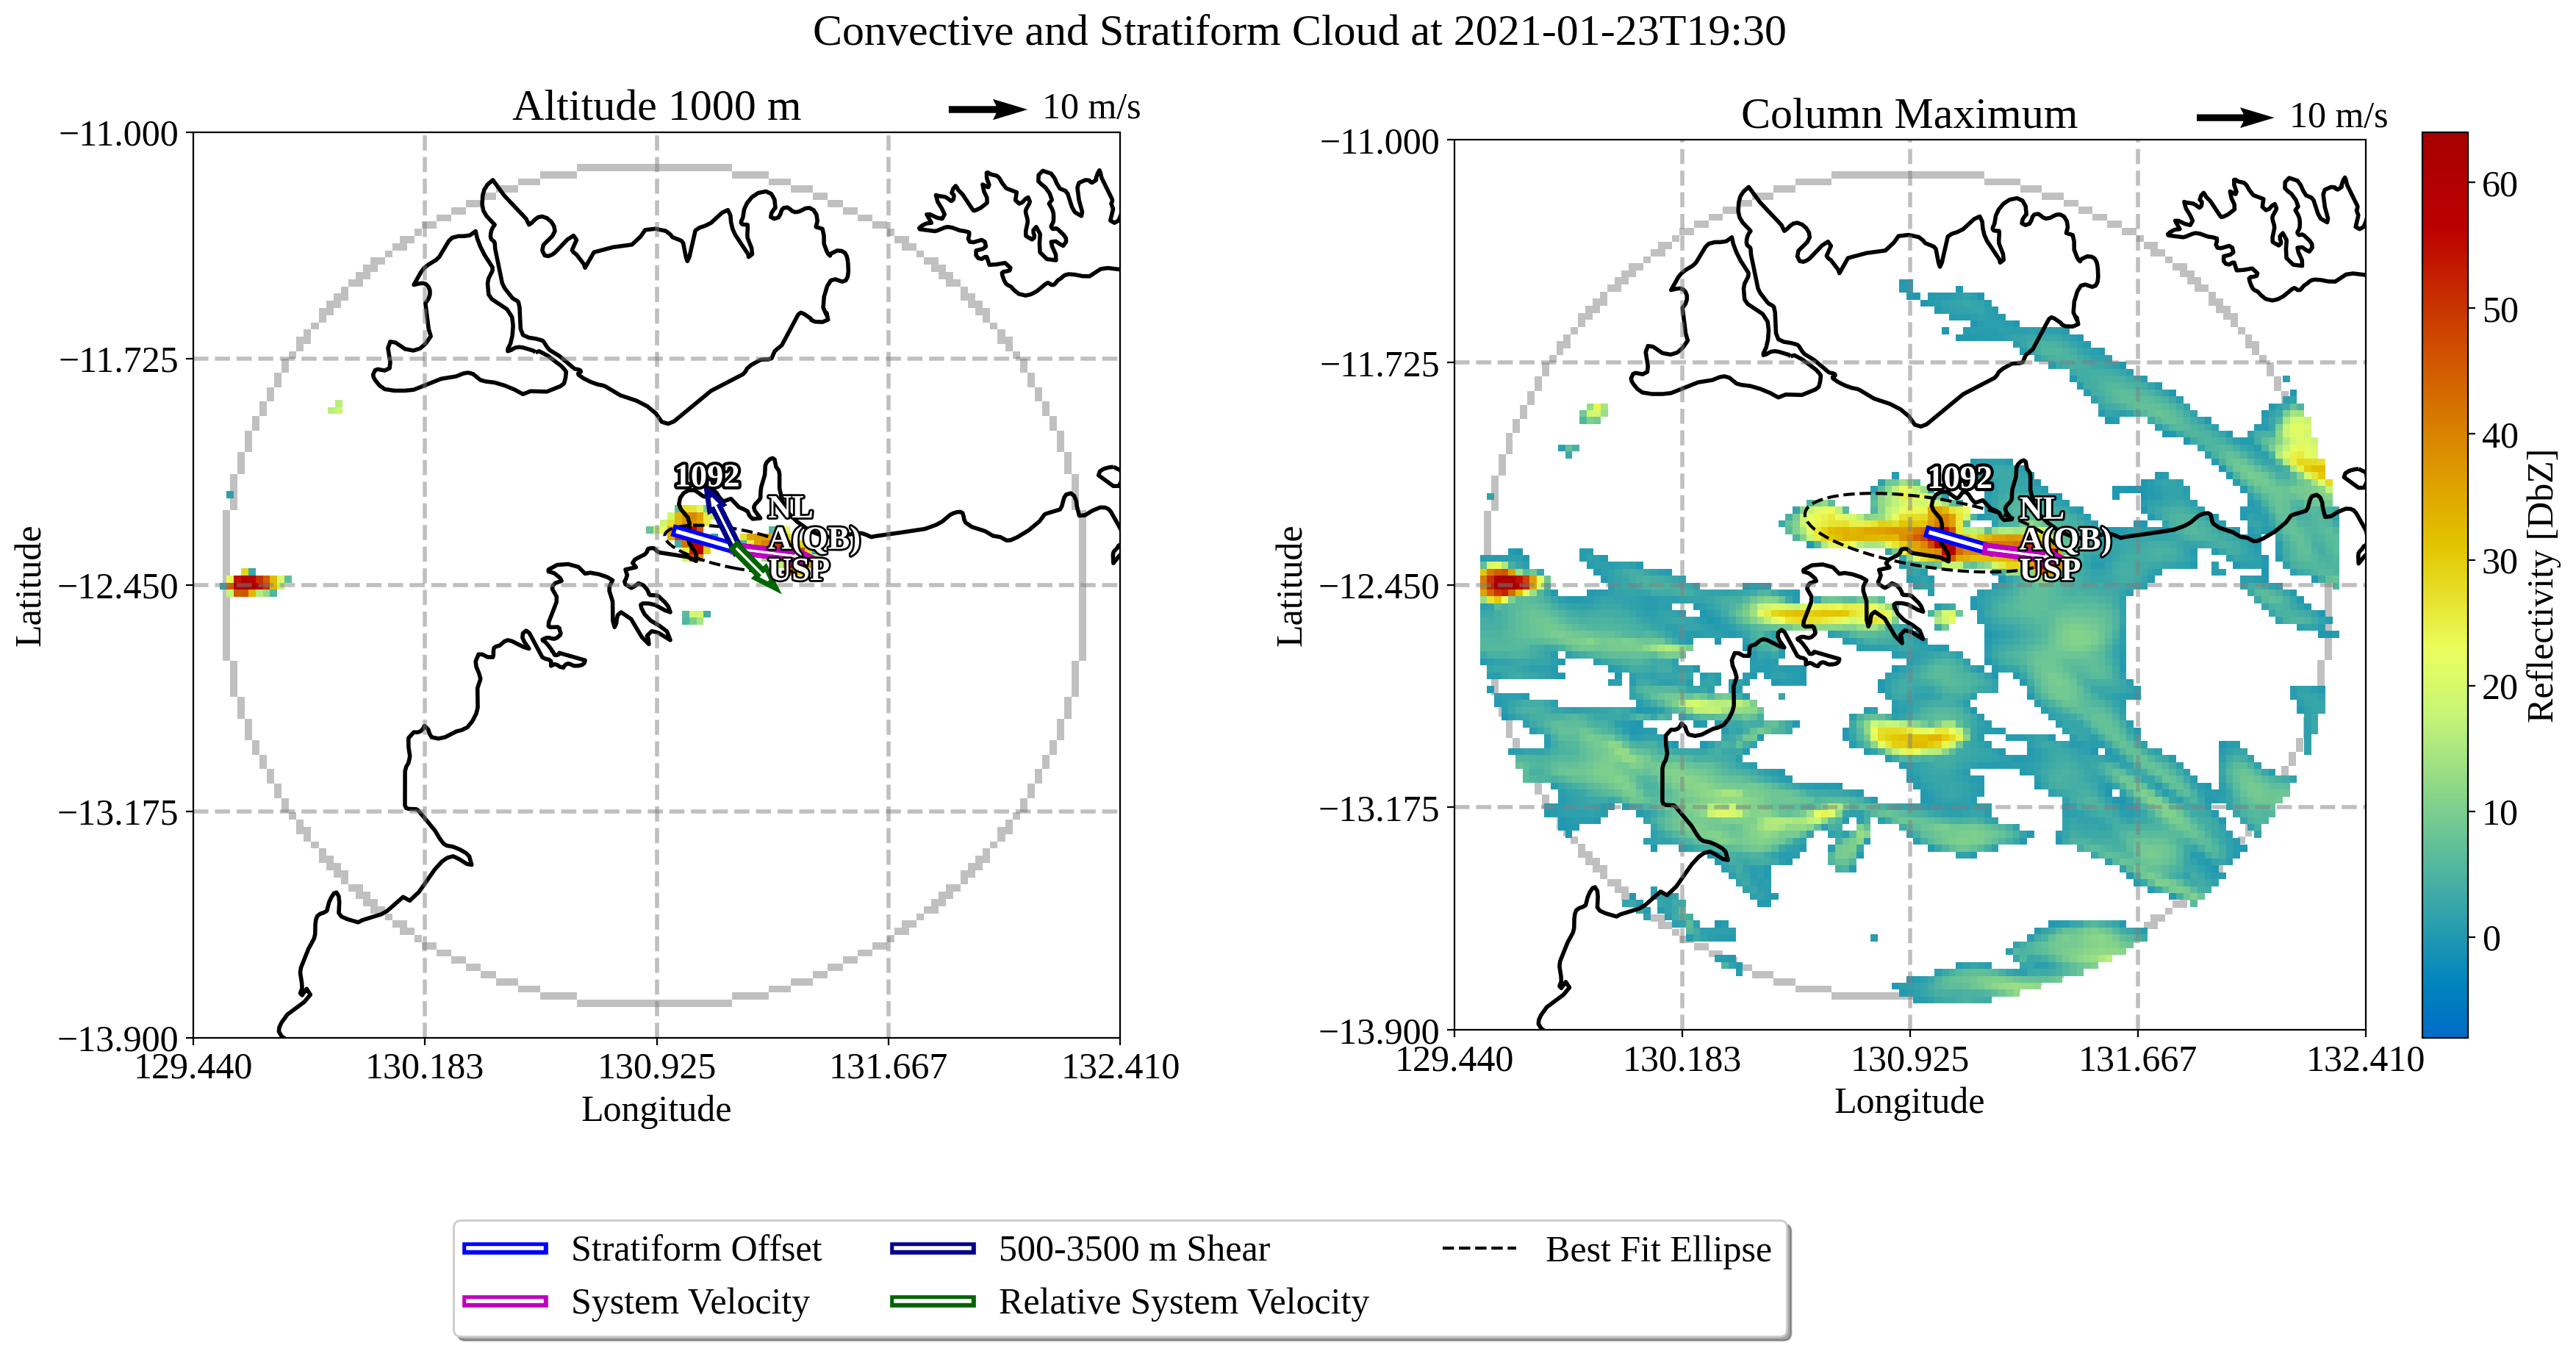 Convective and Stratiform Cloud at 2021-01-23T19:30
Altitude 1000 m
10 m/s
−11.000
−11.725
−12.450
−13.175
−13.900
Latitude
1092
NL
A(QB)
USP
129.440
130.183
130.925
131.667
132.410
Longitude
Column Maximum
10 m/s
−11.000
−11.725
−12.450
−13.175
−13.900
Latitude
1092
NL
A(QB)
USP
129.440
130.183
130.925
131.667
132.410
Longitude
60
50
40
30
20
10
0
Reflectivity [DbZ]
Stratiform Offset
System Velocity
500-3500 m Shear
Relative System Velocity
Best Fit Ellipse